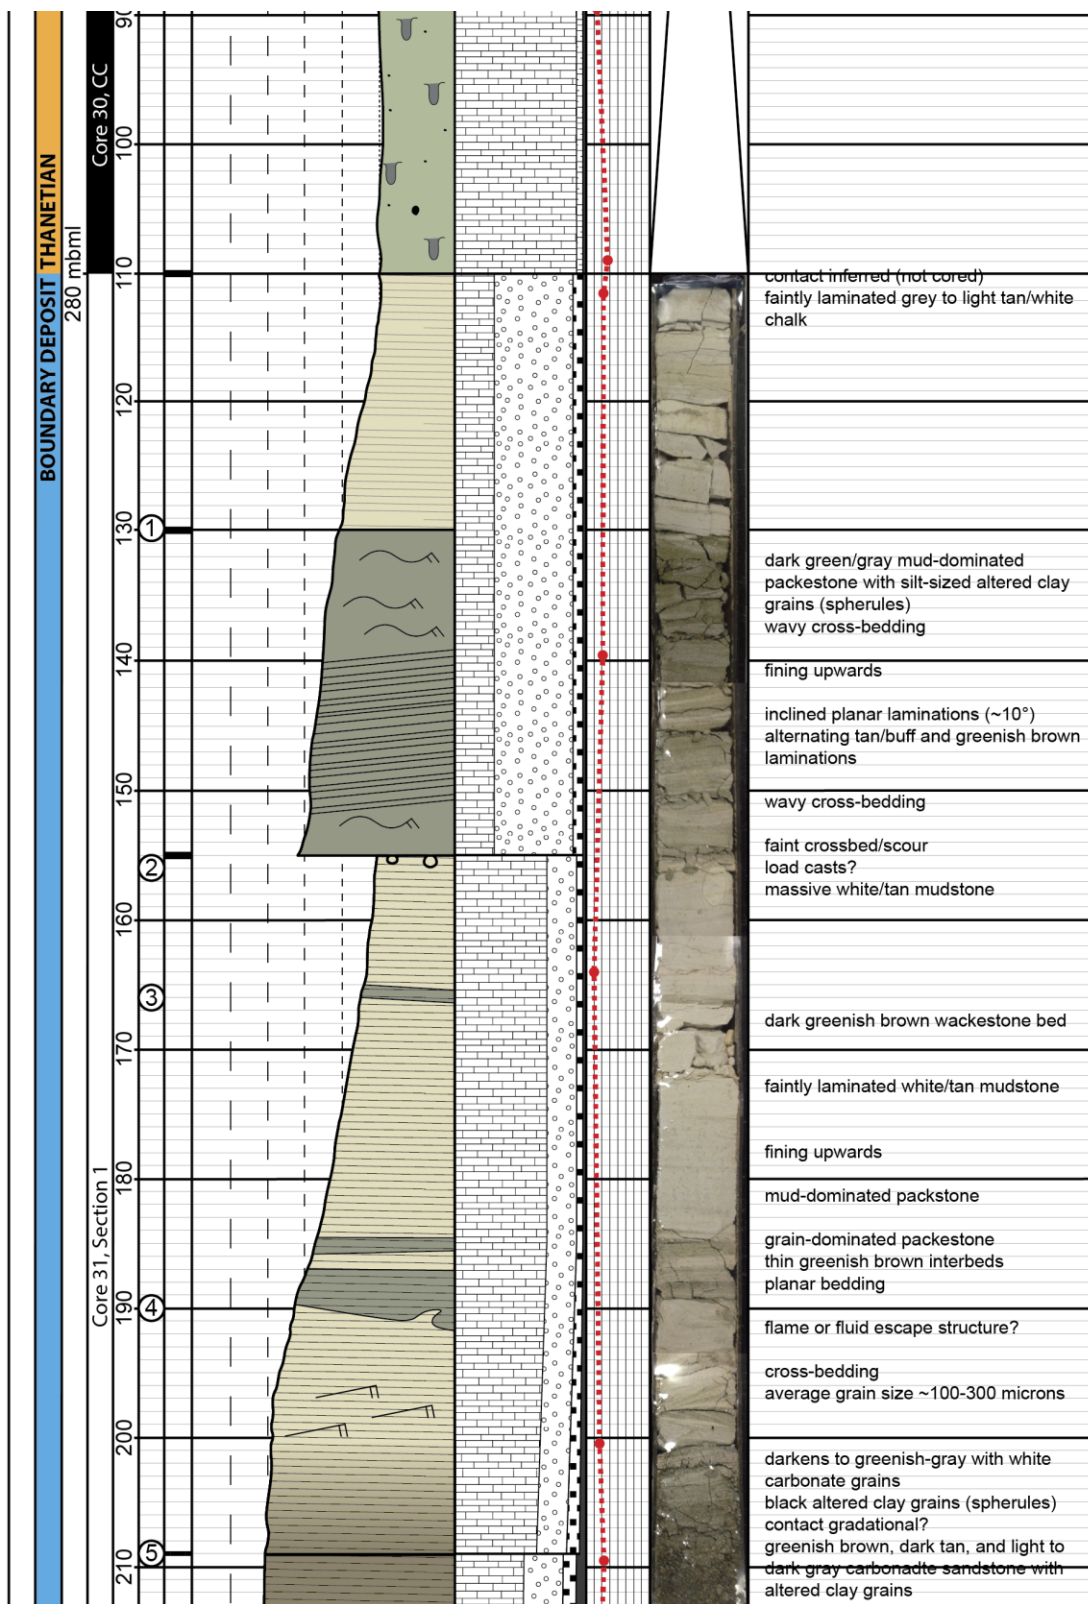 THANETIAN
BOUNDARY DEPOSIT
280 mbml
Core 30, CC
Core 31, Section 1
90
100
110
120
130
140
150
160
170
180
190
200
210
1
2
3
4
5
contact inferred (not cored)
faintly laminated grey to light tan/white
chalk
dark green/gray mud-dominated
packestone with silt-sized altered clay
grains (spherules)
wavy cross-bedding
fining upwards
inclined planar laminations (~10°)
alternating tan/buff and greenish brown
laminations
wavy cross-bedding
faint crossbed/scour
load casts?
massive white/tan mudstone
dark greenish brown wackestone bed
faintly laminated white/tan mudstone
fining upwards
mud-dominated packstone
grain-dominated packestone
thin greenish brown interbeds
planar bedding
flame or fluid escape structure?
cross-bedding
average grain size ~100-300 microns
darkens to greenish-gray with white
carbonate grains
black altered clay grains (spherules)
contact gradational?
greenish brown, dark tan, and light to
dark gray carbonadte sandstone with
altered clay grains